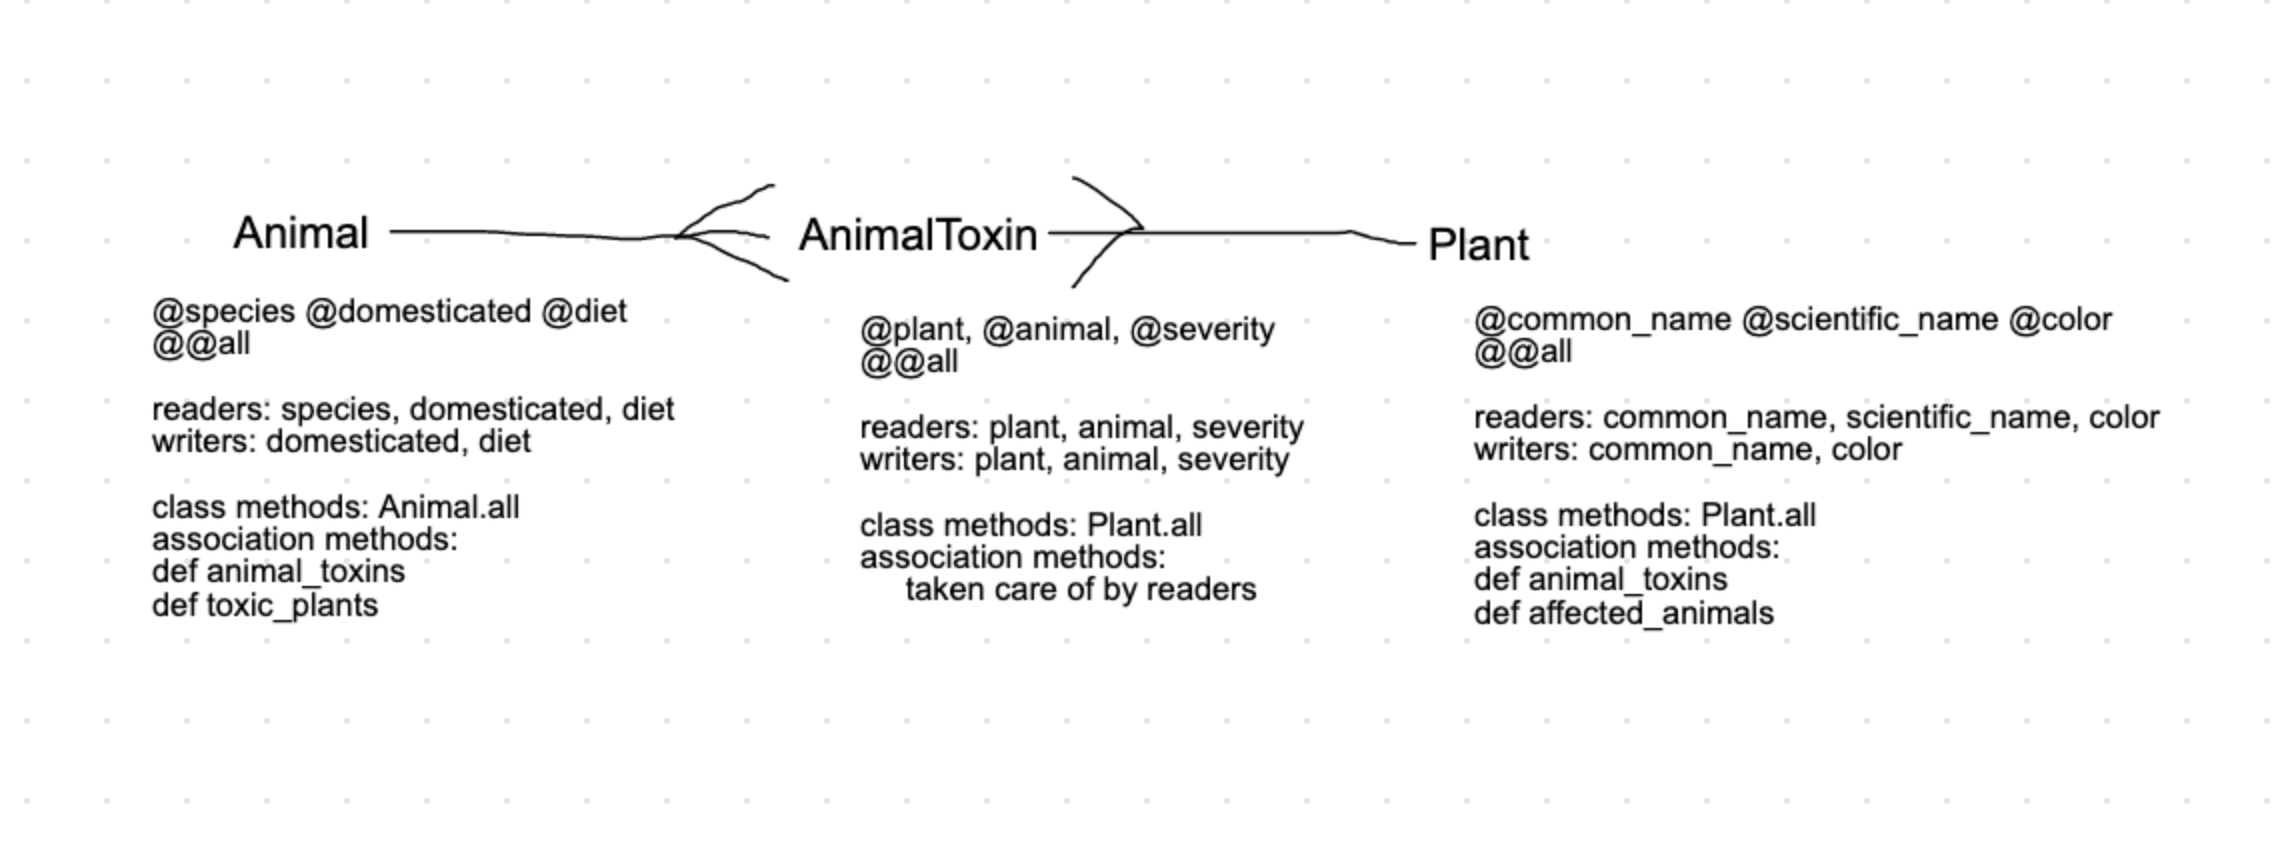 Animal
@species @domesticated @diet
@@all
readers: species, domesticated, diet
writers: domesticated, diet
class methods: Animal.all
association methods:
def animal_toxins
def toxic_plants
AnimalToxin
@plant, @animal, @severity
@@all
readers: plant, animal, severity
writers: plant, animal, severity
class methods: Plant.all
association methods:
taken care of by readers
Plant
@common_name @scientific_name @color
@@all
readers: common_name, scientific_name, color
writers: common_name, color
class methods: Plant.all
association methods:
def animal_toxins
def affected_animals